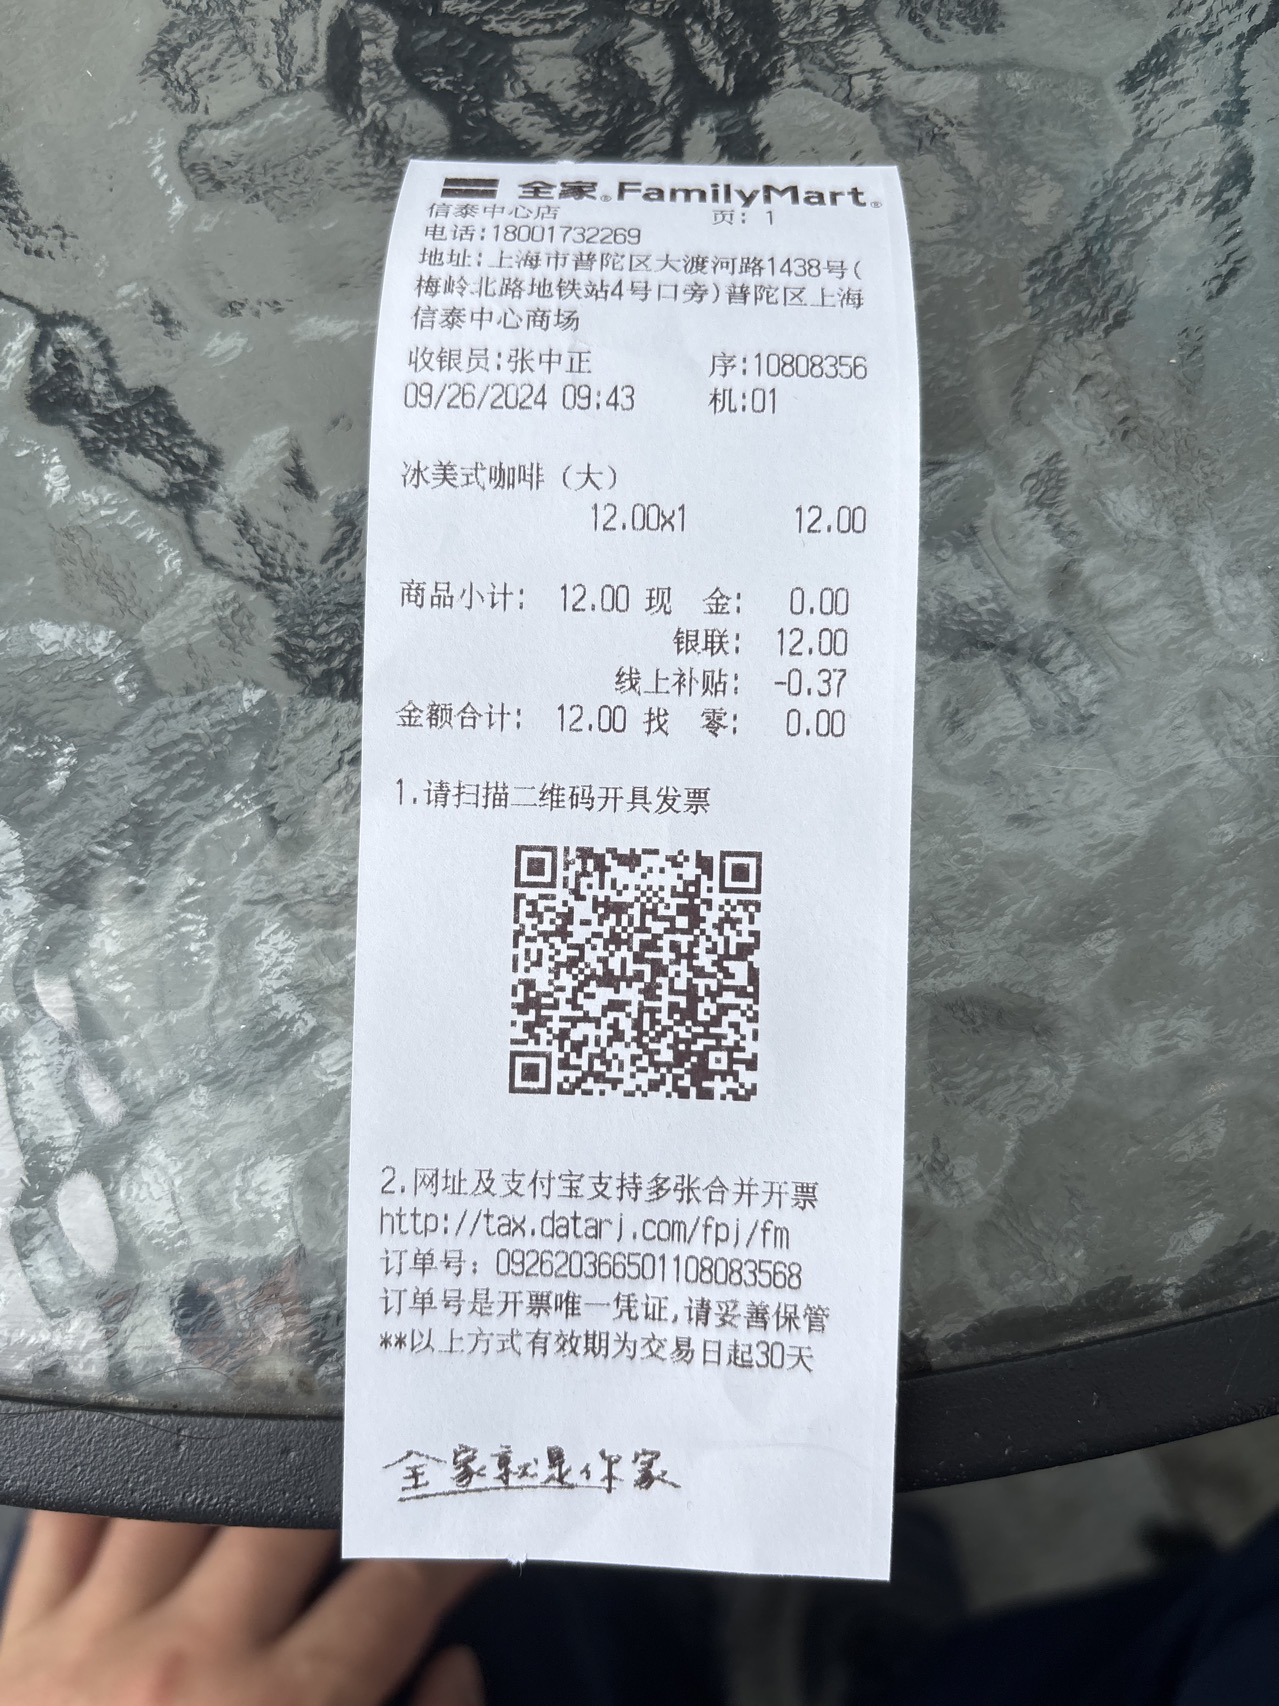 全家® FamilyMart®
信泰中心店 页: 1
电话:18001732269
地址:上海市普陀区大渡河路1438号(
梅岭北路地铁站4号口旁)普陀区上海
信泰中心商场
收银员:张中正 序:10808356
09/26/2024 09:43 机:01
冰美式咖啡（大）
12.00x1 12.00
商品小计: 12.00 现 金: 0.00
银联: 12.00
线上补贴: -0.37
金额合计: 12.00 找 零: 0.00
1.请扫描二维码开具发票
2.网址及支付宝支持多张合并开票
http://tax.datarj.com/fpj/fm
订单号: 092620366501108083568
订单号是开票唯一凭证,请妥善保管
**以上方式有效期为交易日起30天
全家就是你家